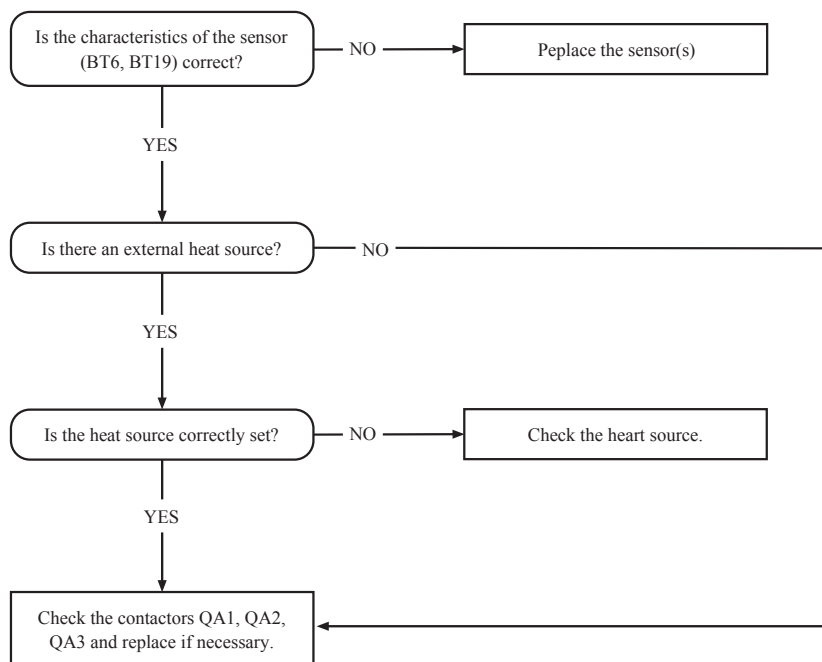 Is the characteristics of the sensor
(BT6, BT19) correct?
NO
Peplace the sensor(s)
YES
Is there an external heat source?
NO
YES
Is the heat source correctly set?
NO
Check the heart source.
YES
Check the contactors QA1, QA2,
QA3 and replace if necessary.